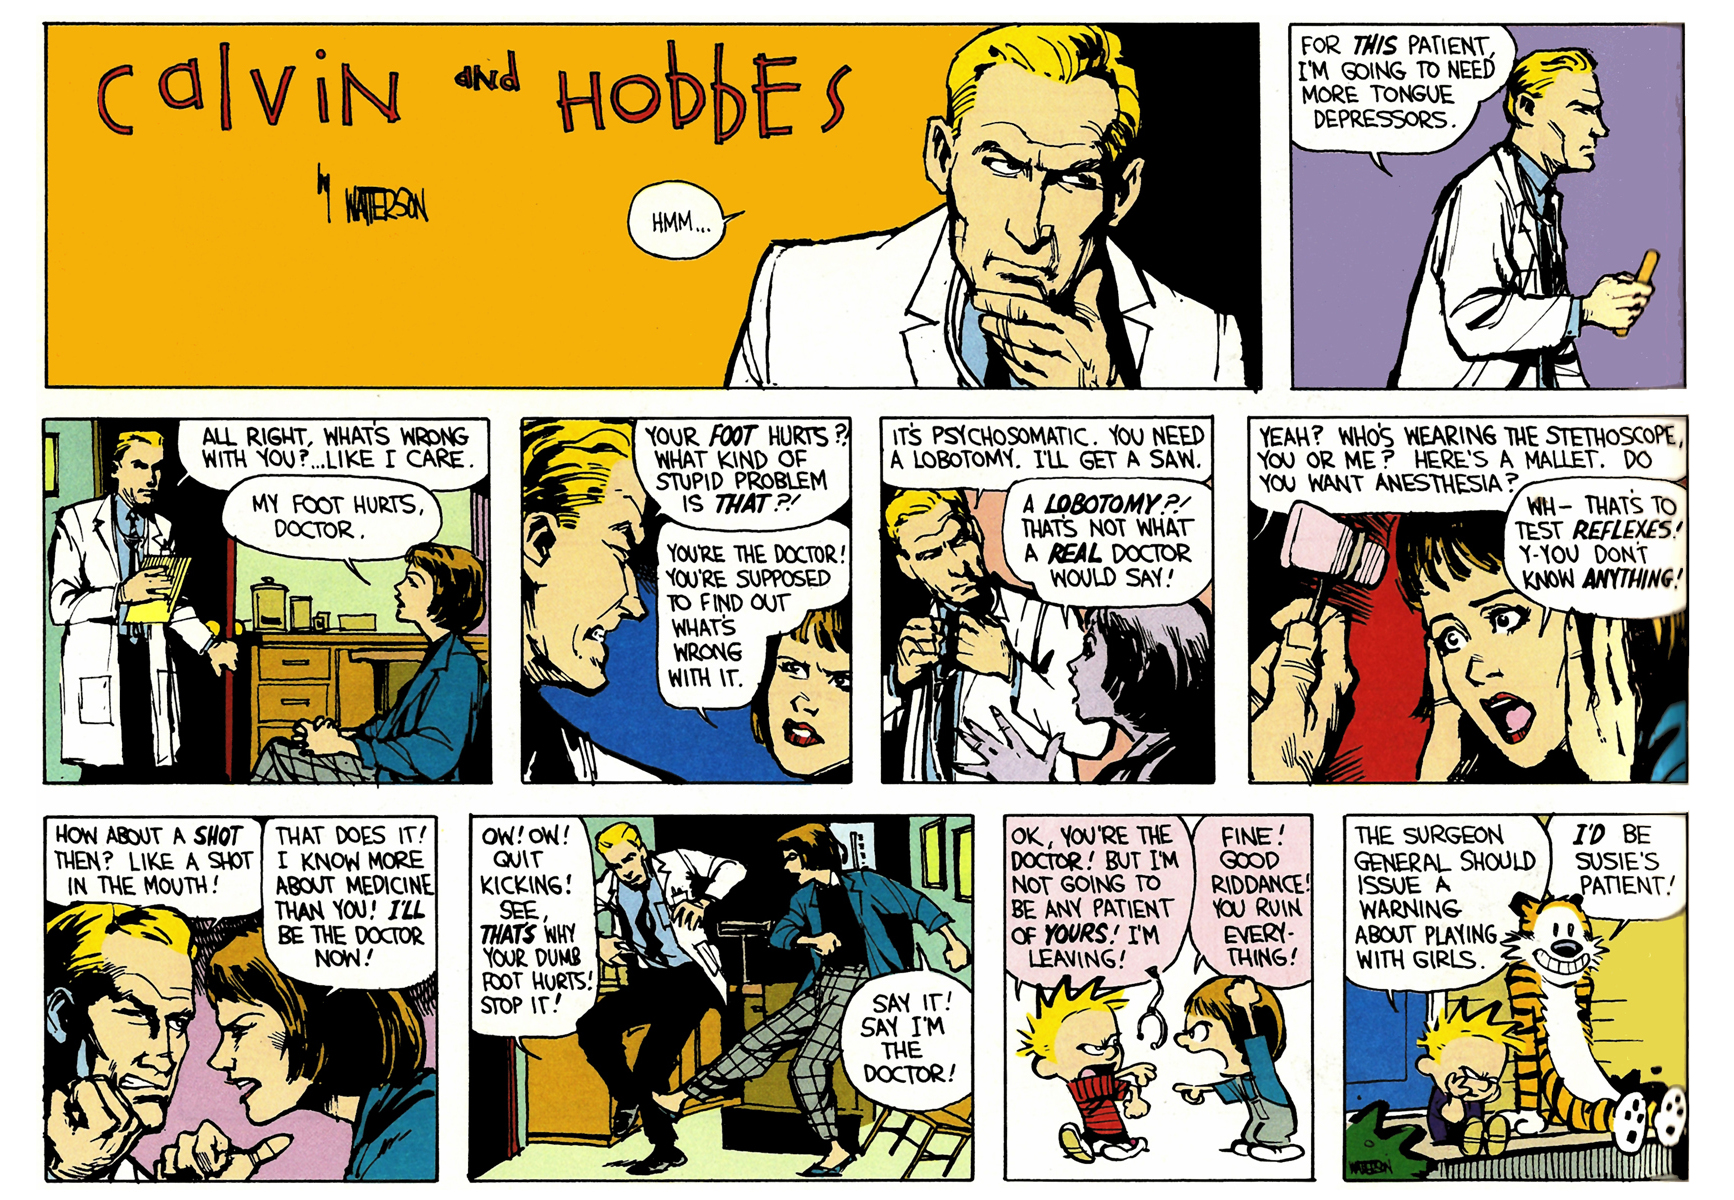 Calvin and Hobbes
by Watterson
HMM...
FOR THIS PATIENT,
I'M GOING TO NEED
MORE TONGUE
DEPRESSORS.
ALL RIGHT, WHAT'S WRONG
WITH YOU?...LIKE I CARE.
MY FOOT HURTS,
DOCTOR.
YOUR FOOT HURTS?!
WHAT KIND OF
STUPID PROBLEM
IS THAT?!
YOU'RE THE DOCTOR!
YOU'RE SUPPOSED
TO FIND OUT
WHAT'S
WRONG
WITH IT.
IT'S PSYCHOSOMATIC. YOU NEED
A LOBOTOMY. I'LL GET A SAW.
A LOBOTOMY?!
THAT'S NOT WHAT
A REAL DOCTOR
WOULD SAY!
YEAH? WHO'S WEARING THE STETHOSCOPE,
YOU OR ME? HERE'S A MALLET. DO
YOU WANT ANESTHESIA?
WH- THAT'S TO
TEST REFLEXES!
Y-YOU DON'T
KNOW ANYTHING!
HOW ABOUT A SHOT
THEN? LIKE A SHOT
IN THE MOUTH!
THAT DOES IT!
I KNOW MORE
ABOUT MEDICINE
THAN YOU! I'LL
BE THE DOCTOR
NOW!
OW! OW!
QUIT
KICKING!
SEE,
THAT'S WHY
YOUR DUMB
FOOT HURTS!
STOP IT!
SAY IT!
SAY I'M
THE
DOCTOR!
OK, YOU'RE THE
DOCTOR! BUT I'M
NOT GOING TO
BE ANY PATIENT
OF YOURS! I'M
LEAVING!
FINE!
GOOD
RIDDANCE!
YOU RUIN
EVERY-
THING!
THE SURGEON
GENERAL SHOULD
ISSUE A
WARNING
ABOUT PLAYING
WITH GIRLS.
I'D BE
SUSIE'S
PATIENT!
WATTERSON